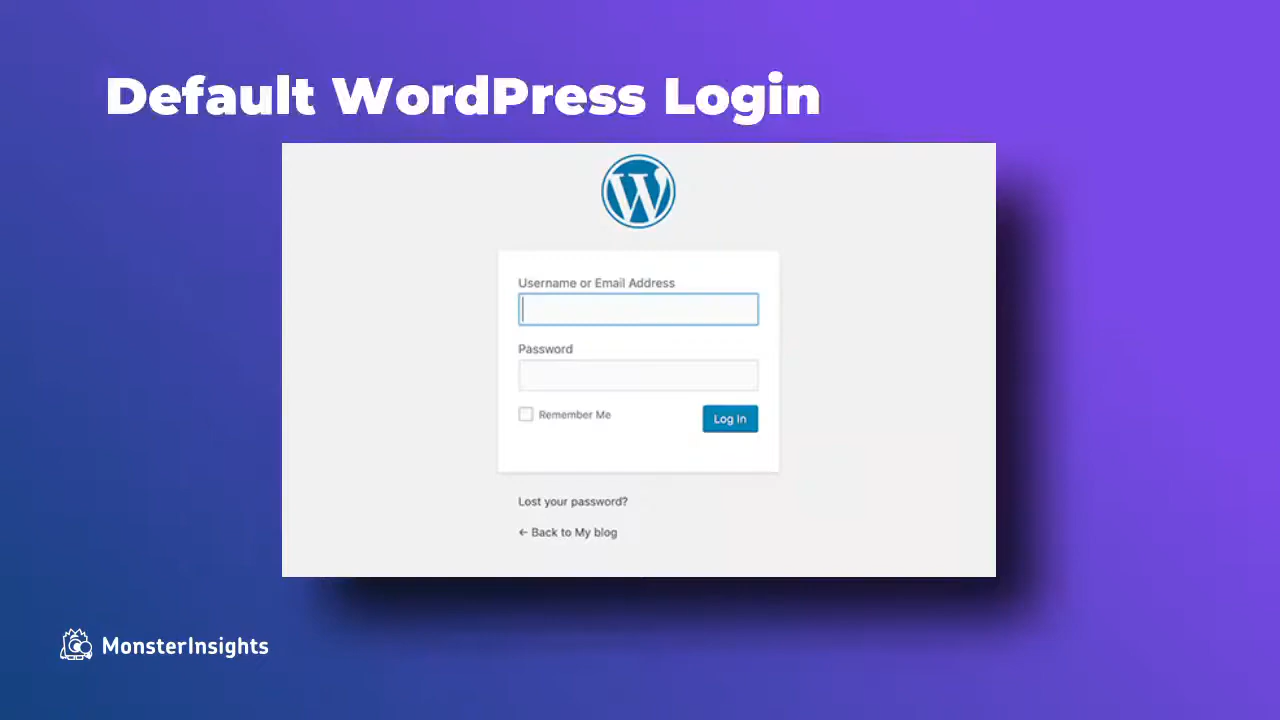 Default WordPress Login
Username or Email Address
Password
Remember Me
Log In
Lost your password?
← Back to My blog
MonsterInsights